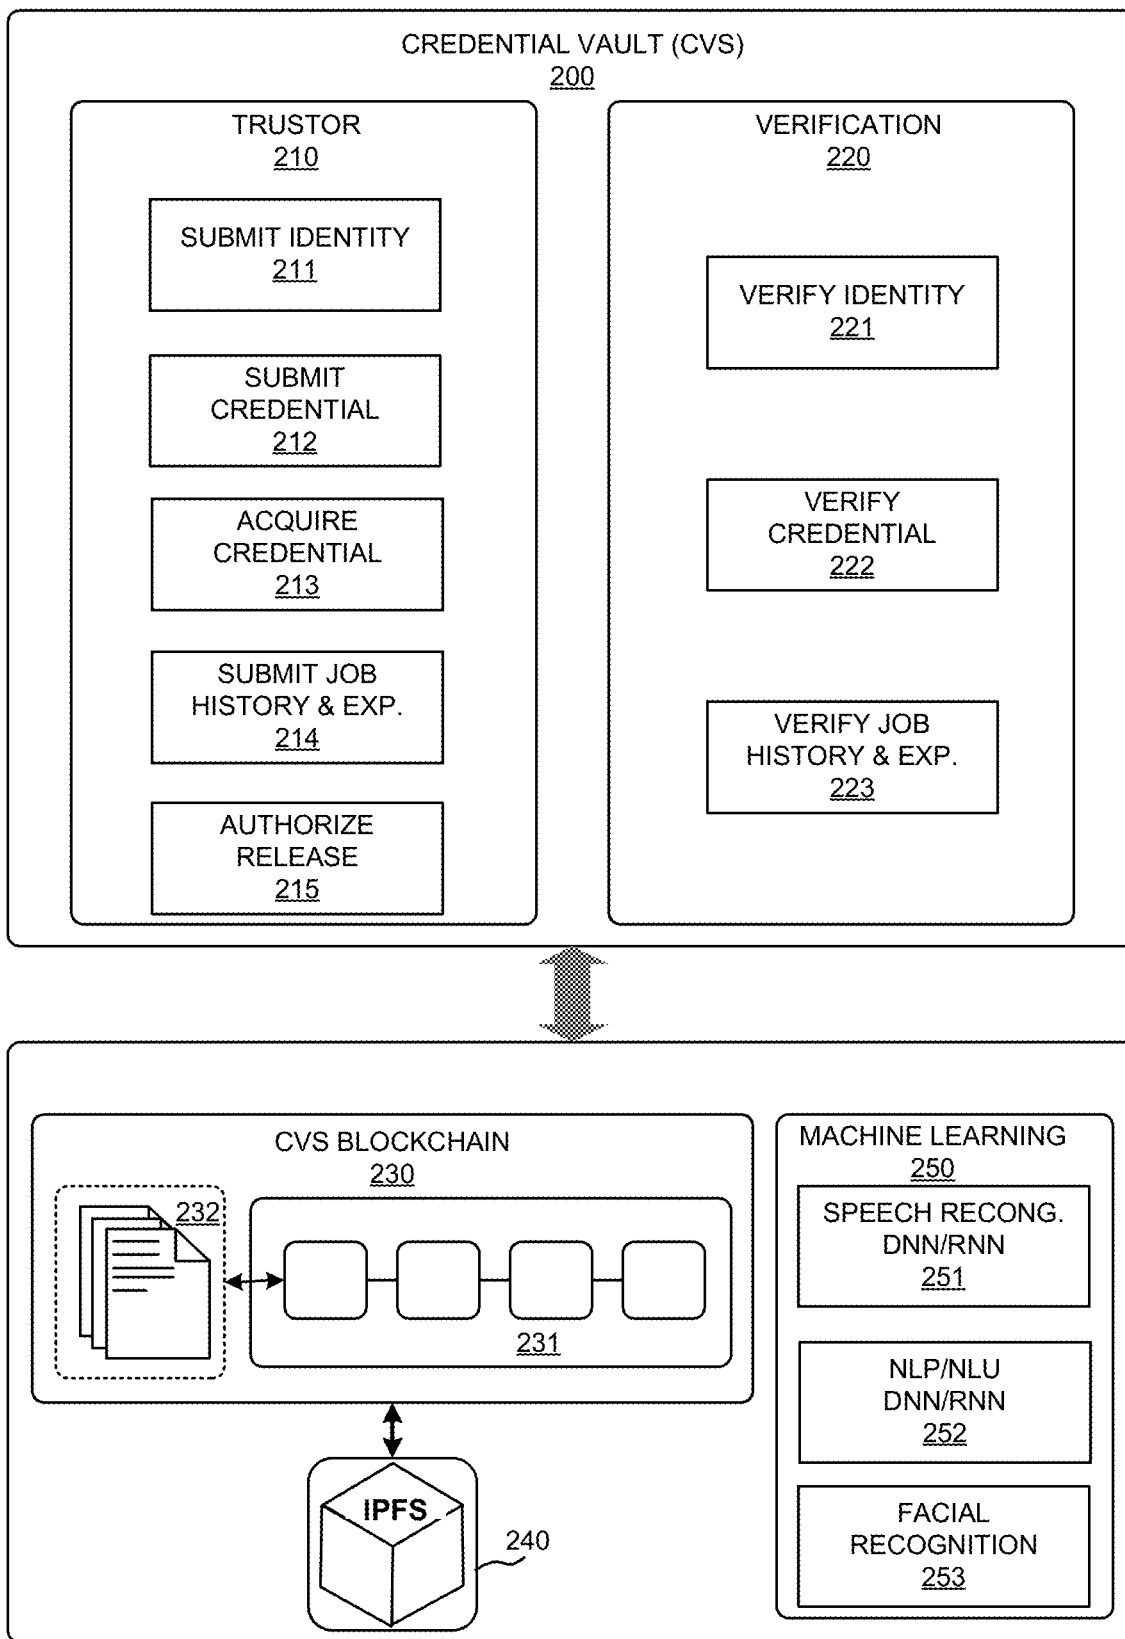 CREDENTIAL VAULT (CVS)
200
TRUSTOR
210
SUBMIT IDENTITY
211
SUBMIT
CREDENTIAL
212
ACQUIRE
CREDENTIAL
213
SUBMIT JOB
HISTORY & EXP.
214
AUTHORIZE
RELEASE
215
VERIFICATION
220
VERIFY IDENTITY
221
VERIFY
CREDENTIAL
222
VERIFY JOB
HISTORY & EXP.
223
CVS BLOCKCHAIN
230
232
231
IPFS
240
MACHINE LEARNING
250
SPEECH RECONG.
DNN/RNN
251
NLP/NLU
DNN/RNN
252
FACIAL
RECOGNITION
253